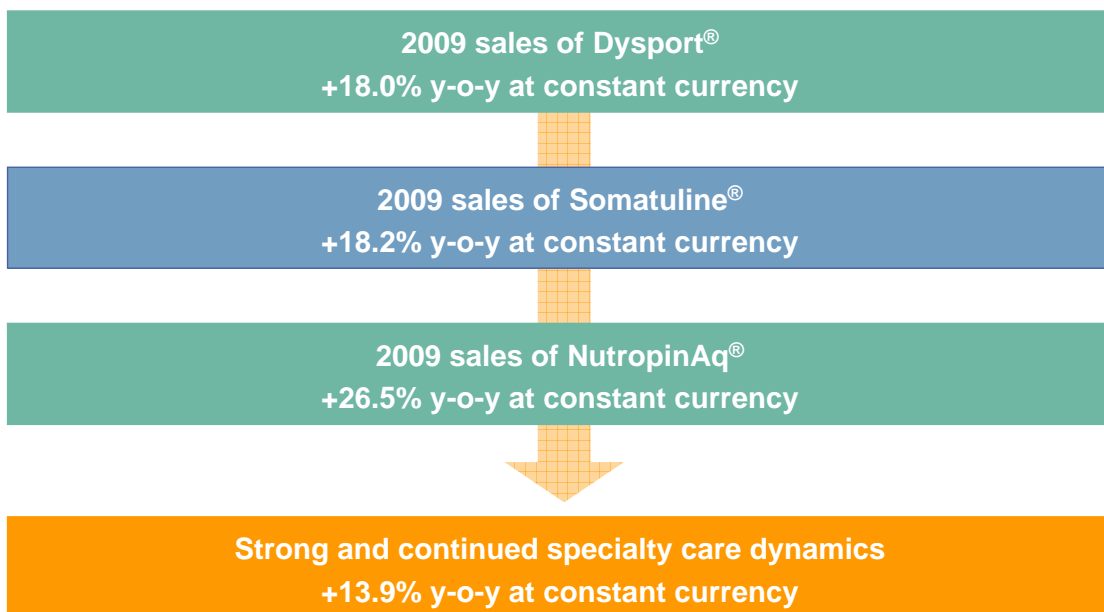 2009 sales of Dysport®
+18.0% y-o-y at constant currency
2009 sales of Somatuline®
+18.2% y-o-y at constant currency
2009 sales of NutropinAq®
+26.5% y-o-y at constant currency
Strong and continued specialty care dynamics
+13.9% y-o-y at constant currency